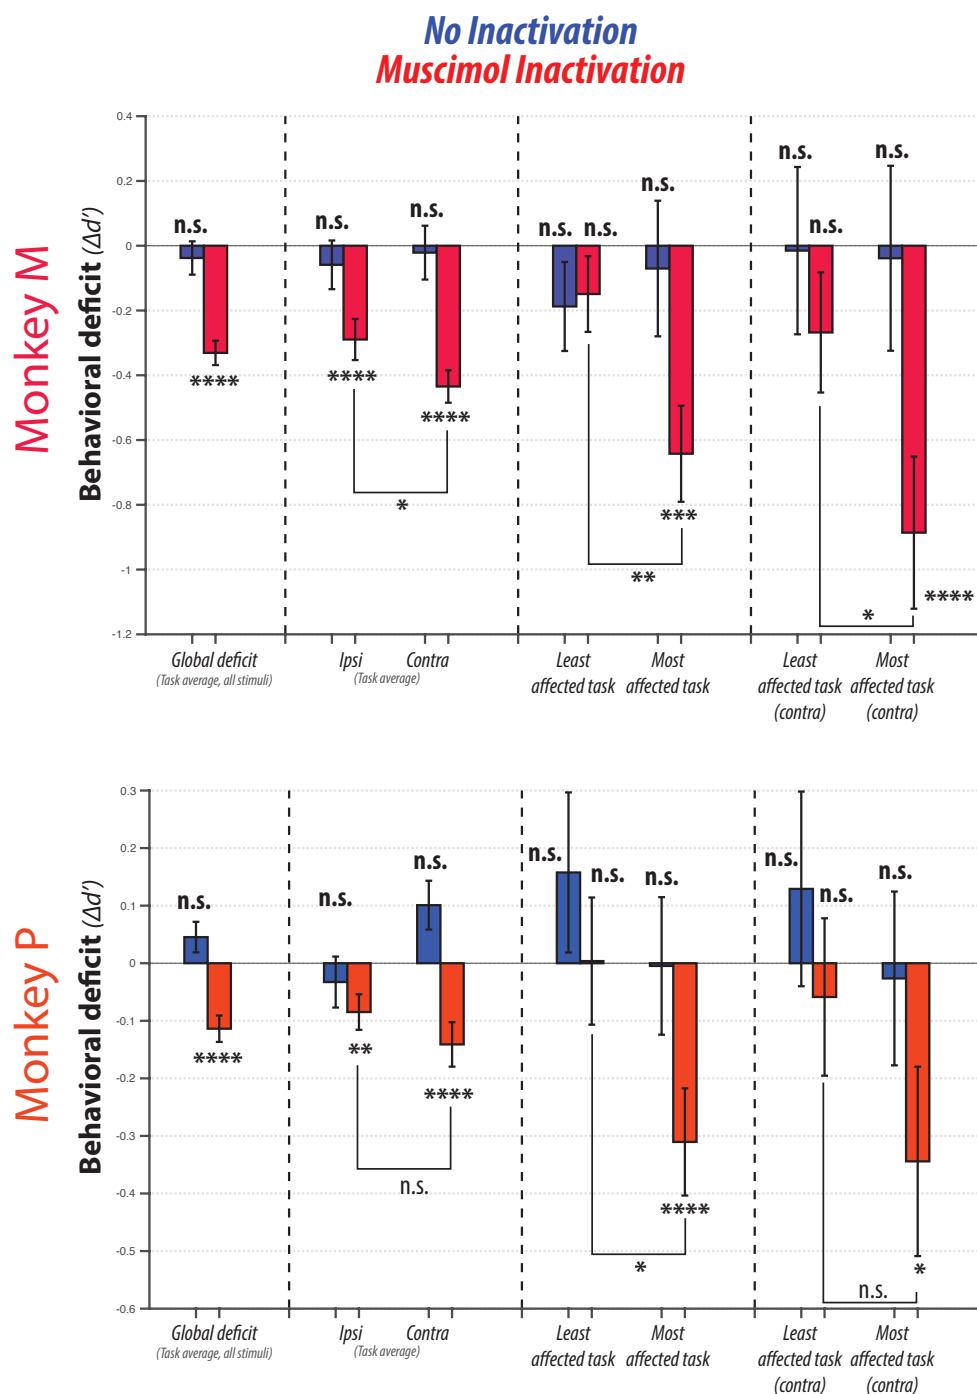 No Inactivation
Muscimol Inactivation
Monkey M
Behavioral deficit (Δd')
0.4
0.2
0
-0.2
-0.4
-0.6
-0.8
-1
-1.2
n.s.
****
n.s.
****
n.s.
****
*
n.s.
n.s.
n.s.
***
**
n.s.
n.s.
n.s.
****
*
Global deficit
(Task average, all stimuli)
Ipsi
Contra
(Task average)
Least
affected task
Most
affected task
Least
affected task
(contra)
Most
affected task
(contra)
Monkey P
Behavioral deficit (Δd')
0.3
0.2
0.1
0
-0.1
-0.2
-0.3
-0.4
-0.5
-0.6
n.s.
****
n.s.
**
n.s.
****
n.s.
n.s.
n.s.
n.s.
****
*
n.s.
n.s.
n.s.
*
n.s.
Global deficit
(Task average, all stimuli)
Ipsi
Contra
(Task average)
Least
affected task
Most
affected task
Least
affected task
(contra)
Most
affected task
(contra)